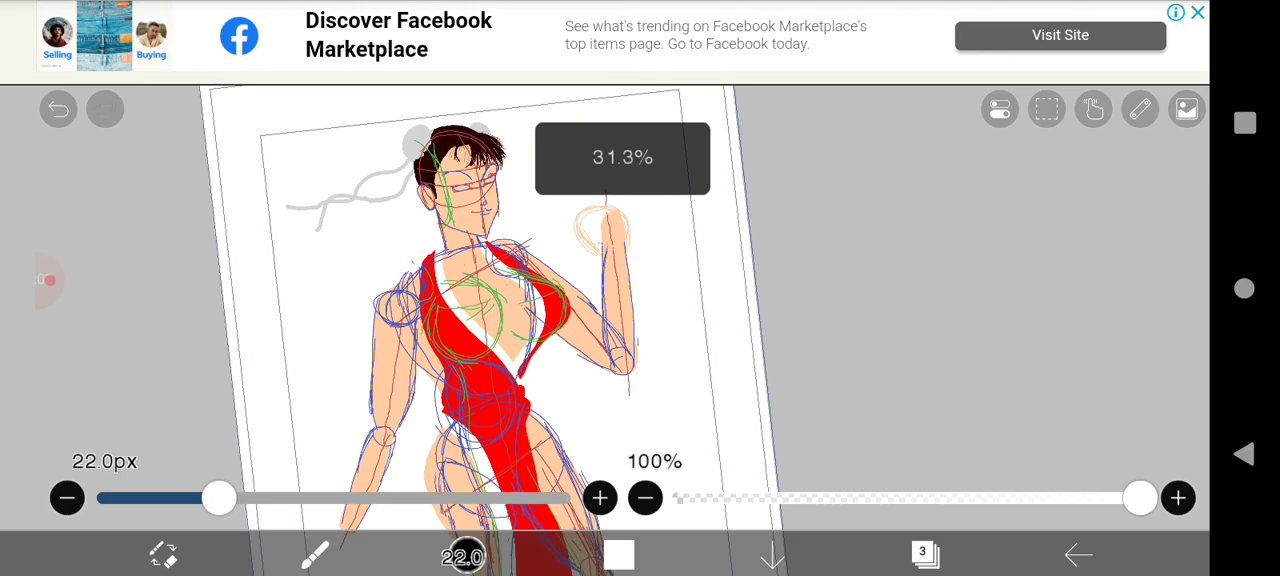 Discover Facebook
Marketplace
See what's trending on Facebook Marketplace's
top items page. Go to Facebook today.
Visit Site
Selling
Buying
31.3%
22.0px
100%
22.0
3